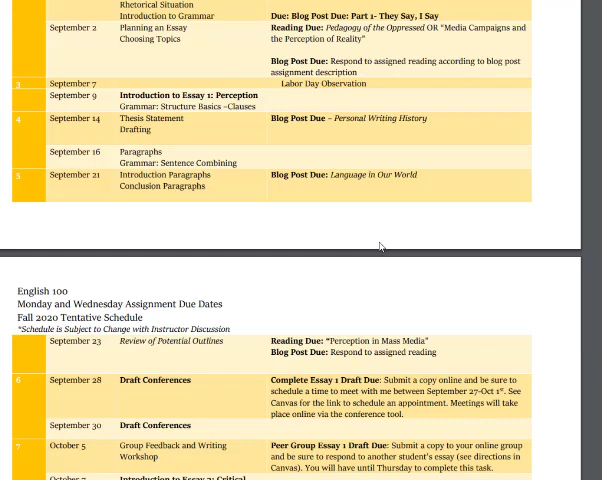 Rhetorical Situation
Introduction to Grammar
Due: Blog Post Due: Part 1- They Say, I Say
September 2
Planning an Essay
Choosing Topics
Reading Due: Pedagogy of the Oppressed OR “Media Campaigns and
the Perception of Reality”
Blog Post Due: Respond to assigned reading according to blog post
assignment description
3
September 7
Labor Day Observation
September 9
Introduction to Essay 1: Perception
Grammar: Structure Basics –Clauses
4
September 14
Thesis Statement
Drafting
Blog Post Due – Personal Writing History
September 16
Paragraphs
Grammar: Sentence Combining
5
September 21
Introduction Paragraphs
Conclusion Paragraphs
Blog Post Due: Language in Our World
English 100
Monday and Wednesday Assignment Due Dates
Fall 2020 Tentative Schedule
*Schedule is Subject to Change with Instructor Discussion
September 23
Review of Potential Outlines
Reading Due: “Perception in Mass Media”
Blog Post Due: Respond to assigned reading
6
September 28
Draft Conferences
Complete Essay 1 Draft Due: Submit a copy online and be sure to
schedule a time to meet with me between September 27-Oct 1st. See
Canvas for the link to schedule an appointment. Meetings will take
place online via the conference tool.
September 30
Draft Conferences
7
October 5
Group Feedback and Writing
Workshop
Peer Group Essay 1 Draft Due: Submit a copy to your online group
and be sure to respond to another student’s essay (see directions in
Canvas). You will have until Thursday to complete this task.
October 7
Introduction to Essay 2: Critical